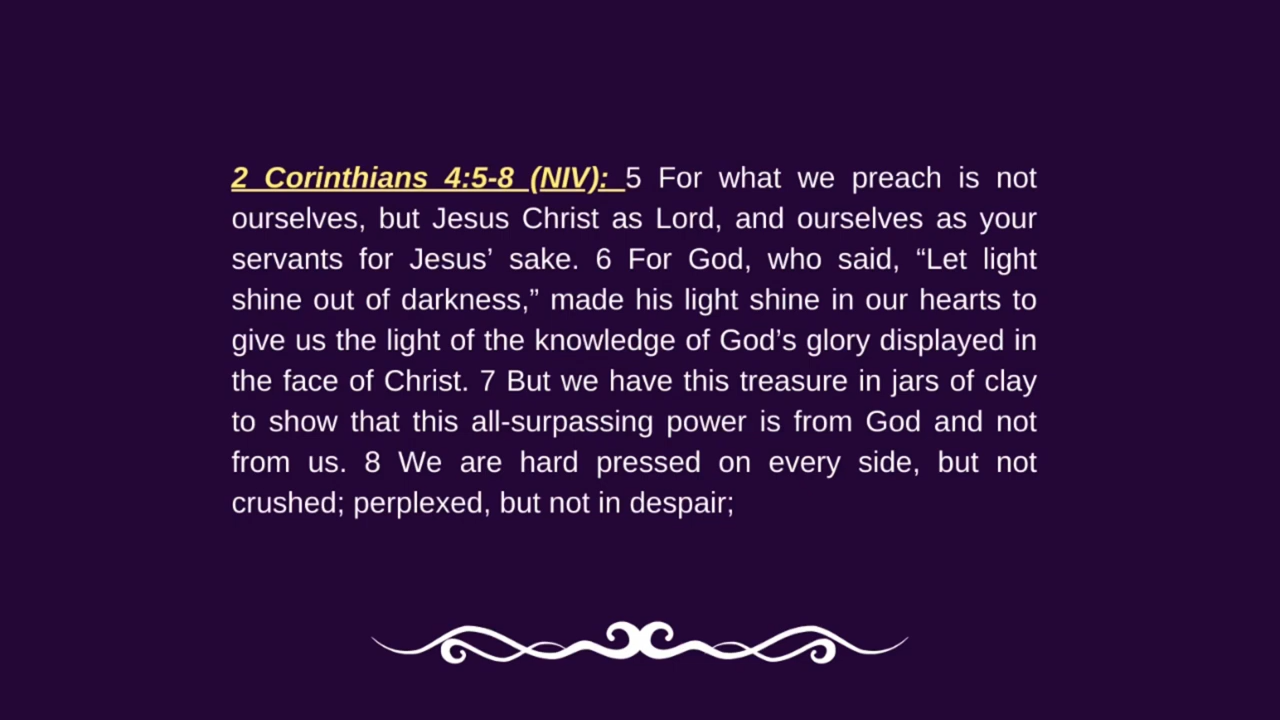 2 Corinthians 4:5-8 (NIV): 5 For what we preach is not
ourselves, but Jesus Christ as Lord, and ourselves as your
servants for Jesus’ sake. 6 For God, who said, “Let light
shine out of darkness,” made his light shine in our hearts to
give us the light of the knowledge of God’s glory displayed in
the face of Christ. 7 But we have this treasure in jars of clay
to show that this all-surpassing power is from God and not
from us. 8 We are hard pressed on every side, but not
crushed; perplexed, but not in despair;